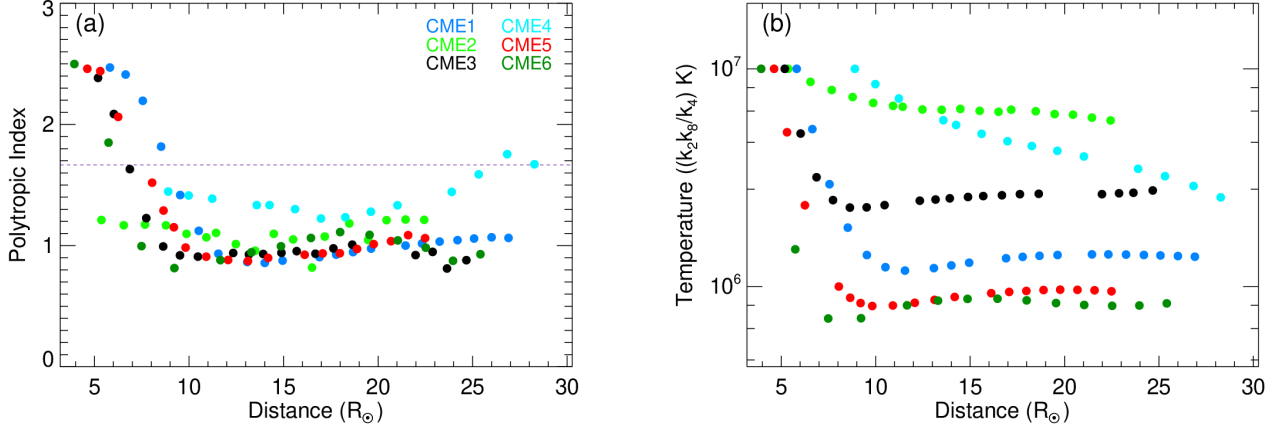 (a)
CME1 CME4
CME2 CME5
CME3 CME6
Polytropic Index
3
2
1
0
5 10 15 20 25 30
Distance (R☉)
(b)
Temperature ((k₂k₈/k₄) K)
10⁷
10⁶
5 10 15 20 25 30
Distance (R☉)